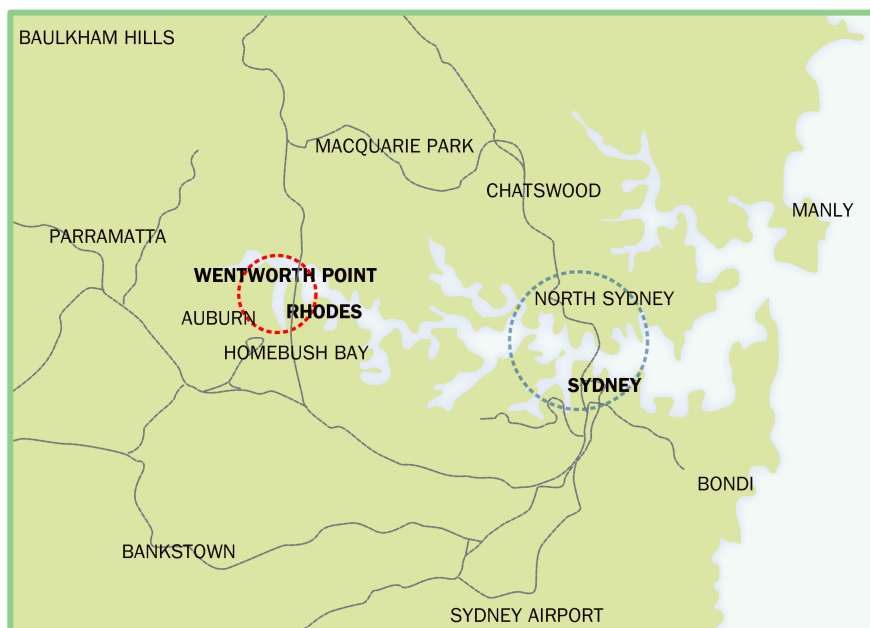 BAULKHAM HILLS
MACQUARIE PARK
CHATSWOOD
MANLY
PARRAMATTA
WENTWORTH POINT
NORTH SYDNEY
RHODES
AUBURN
HOMEBUSH BAY
SYDNEY
BONDI
BANKSTOWN
SYDNEY AIRPORT